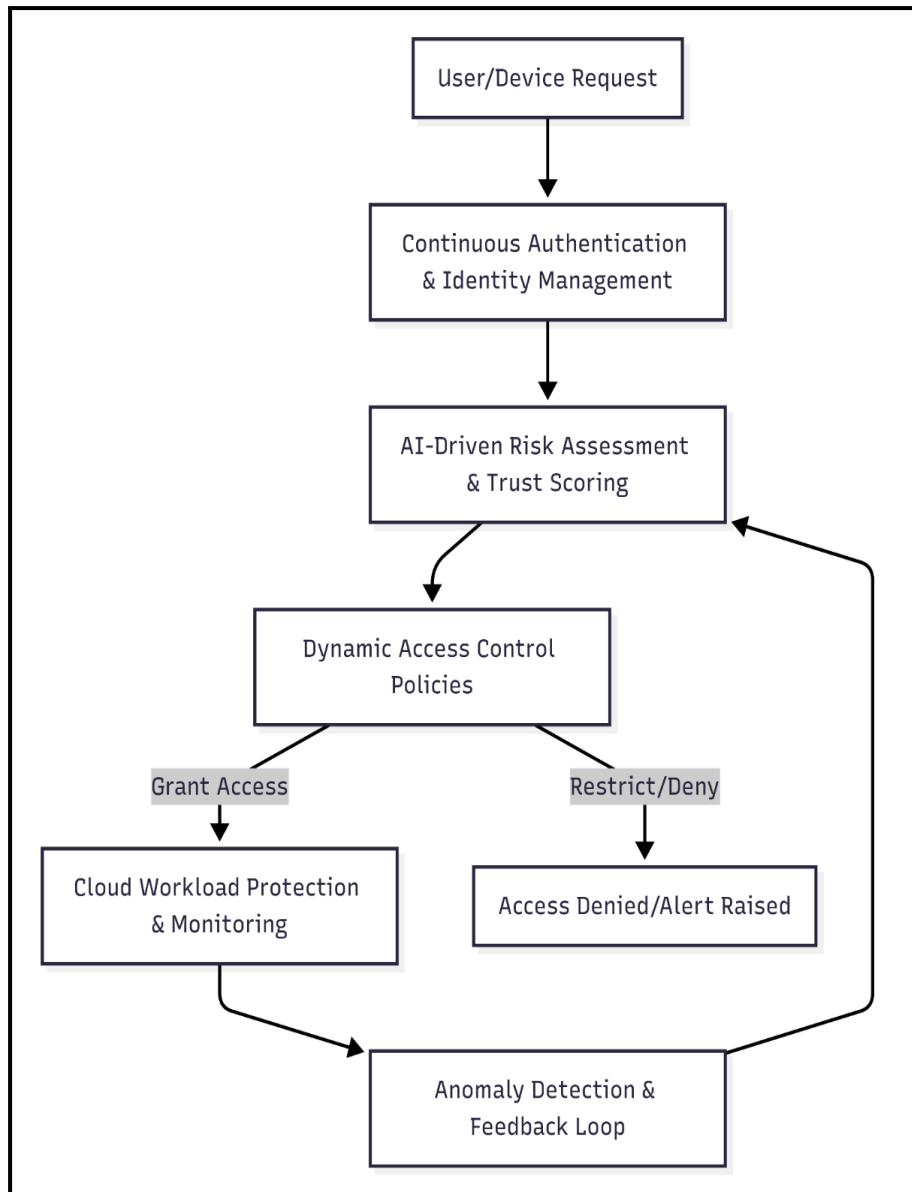 User/Device Request
Continuous Authentication
& Identity Management
AI-Driven Risk Assessment
& Trust Scoring
Dynamic Access Control
Policies
Grant Access
Restrict/Deny
Cloud Workload Protection
& Monitoring
Access Denied/Alert Raised
Anomaly Detection &
Feedback Loop